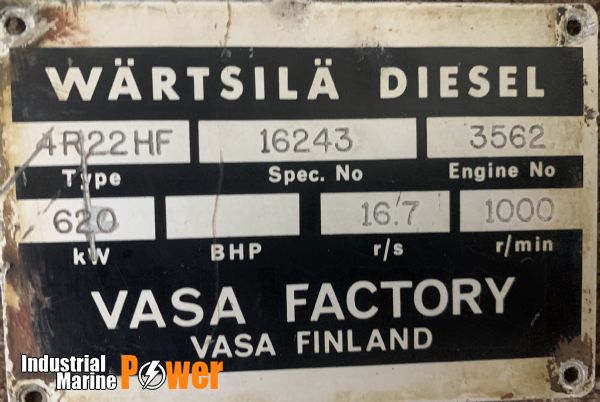 WÄRTSILÄ DIESEL
4R22HF 16243 3562
Type Spec. No Engine No
620 16.7 1000
kW BHP r/s r/min
VASA FACTORY
VASA FINLAND
Industrial
Marine Power